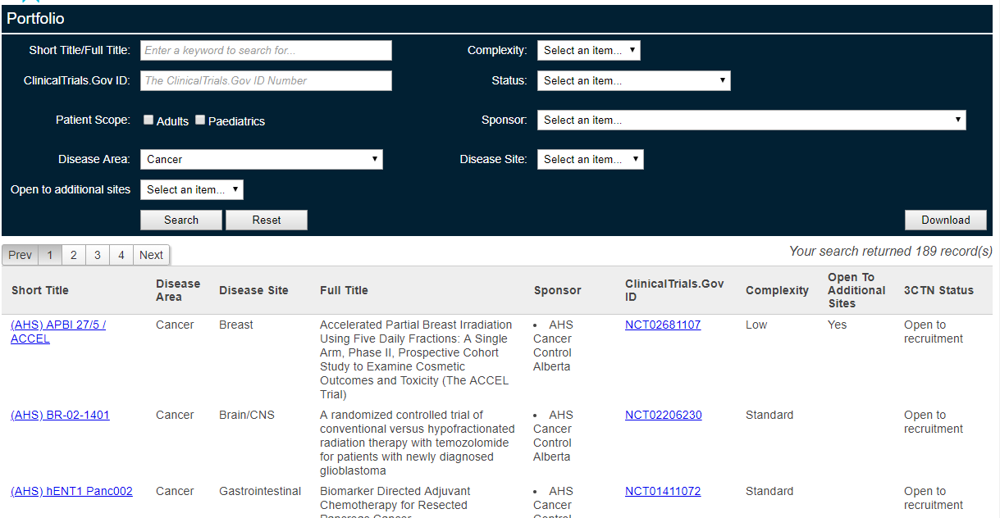 Portfolio
Short Title/Full Title: Enter a keyword to search for... Complexity: Select an item...
ClinicalTrials.Gov ID: The ClinicalTrials.Gov ID Number Status: Select an item...
Patient Scope: Adults Paediatrics Sponsor: Select an item...
Disease Area: Cancer Disease Site: Select an item...
Open to additional sites Select an item...
Search Reset Download
Prev 1 2 3 4 Next Your search returned 189 record(s)
Short Title Disease Area Disease Site Full Title Sponsor ClinicalTrials.Gov ID Complexity Open To Additional Sites 3CTN Status
(AHS) APBI 27/5 / Cancer Breast Accelerated Partial Breast Irradiation • AHS NCT02681107 Low Yes Open to
ACCEL Using Five Daily Fractions: A Single Cancer recruitment
Arm, Phase II, Prospective Cohort Control
Study to Examine Cosmetic Alberta
Outcomes and Toxicity (The ACCEL
Trial)
(AHS) BR-02-1401 Cancer Brain/CNS A randomized controlled trial of • AHS NCT02206230 Standard Open to
conventional versus hypofractionated Cancer recruitment
radiation therapy with temozolomide Control
for patients with newly diagnosed Alberta
glioblastoma
(AHS) hENT1 Panc002 Cancer Gastrointestinal Biomarker Directed Adjuvant • AHS NCT01411072 Standard Open to
Chemotherapy for Resected Cancer recruitment
Pancreas Cancer Control